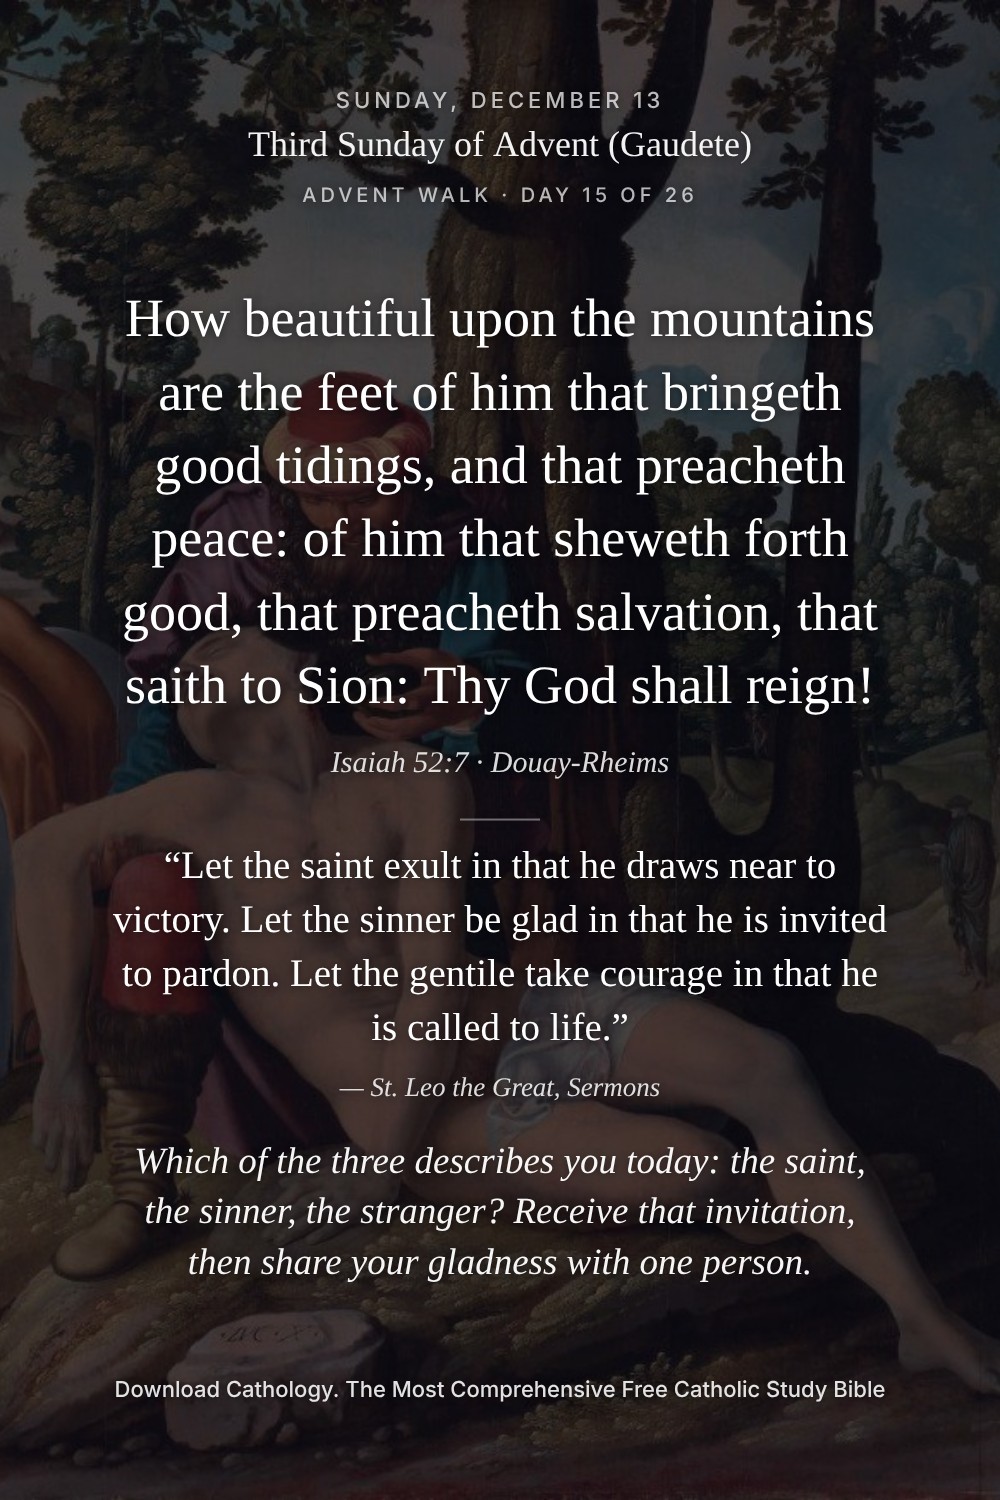 SUNDAY, DECEMBER 13
Third Sunday of Advent (Gaudete)
ADVENT WALK · DAY 15 OF 26
How beautiful upon the mountains
are the feet of him that bringeth
good tidings, and that preacheth
peace: of him that sheweth forth
good, that preacheth salvation, that
saith to Sion: Thy God shall reign!
Isaiah 52:7 · Douay-Rheims
“Let the saint exult in that he draws near to
victory. Let the sinner be glad in that he is invited
to pardon. Let the gentile take courage in that he
is called to life.”
— St. Leo the Great, Sermons
Which of the three describes you today: the saint,
the sinner, the stranger? Receive that invitation,
then share your gladness with one person.
Download Cathology. The Most Comprehensive Free Catholic Study Bible